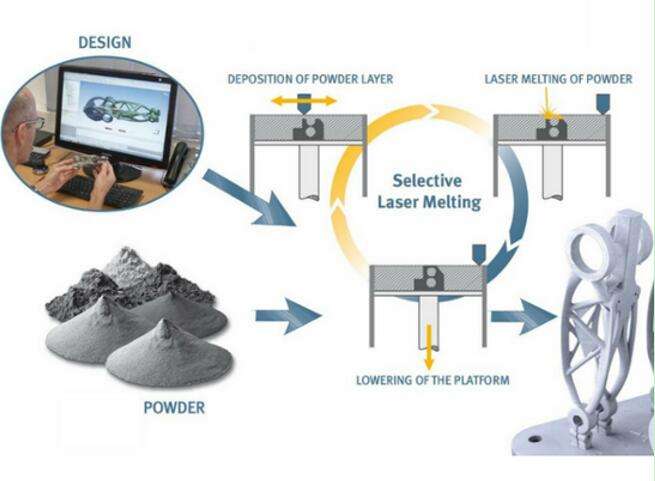 DESIGN
DEPOSITION OF POWDER LAYER
LASER MELTING OF POWDER
Selective
Laser Melting
LOWERING OF THE PLATFORM
POWDER